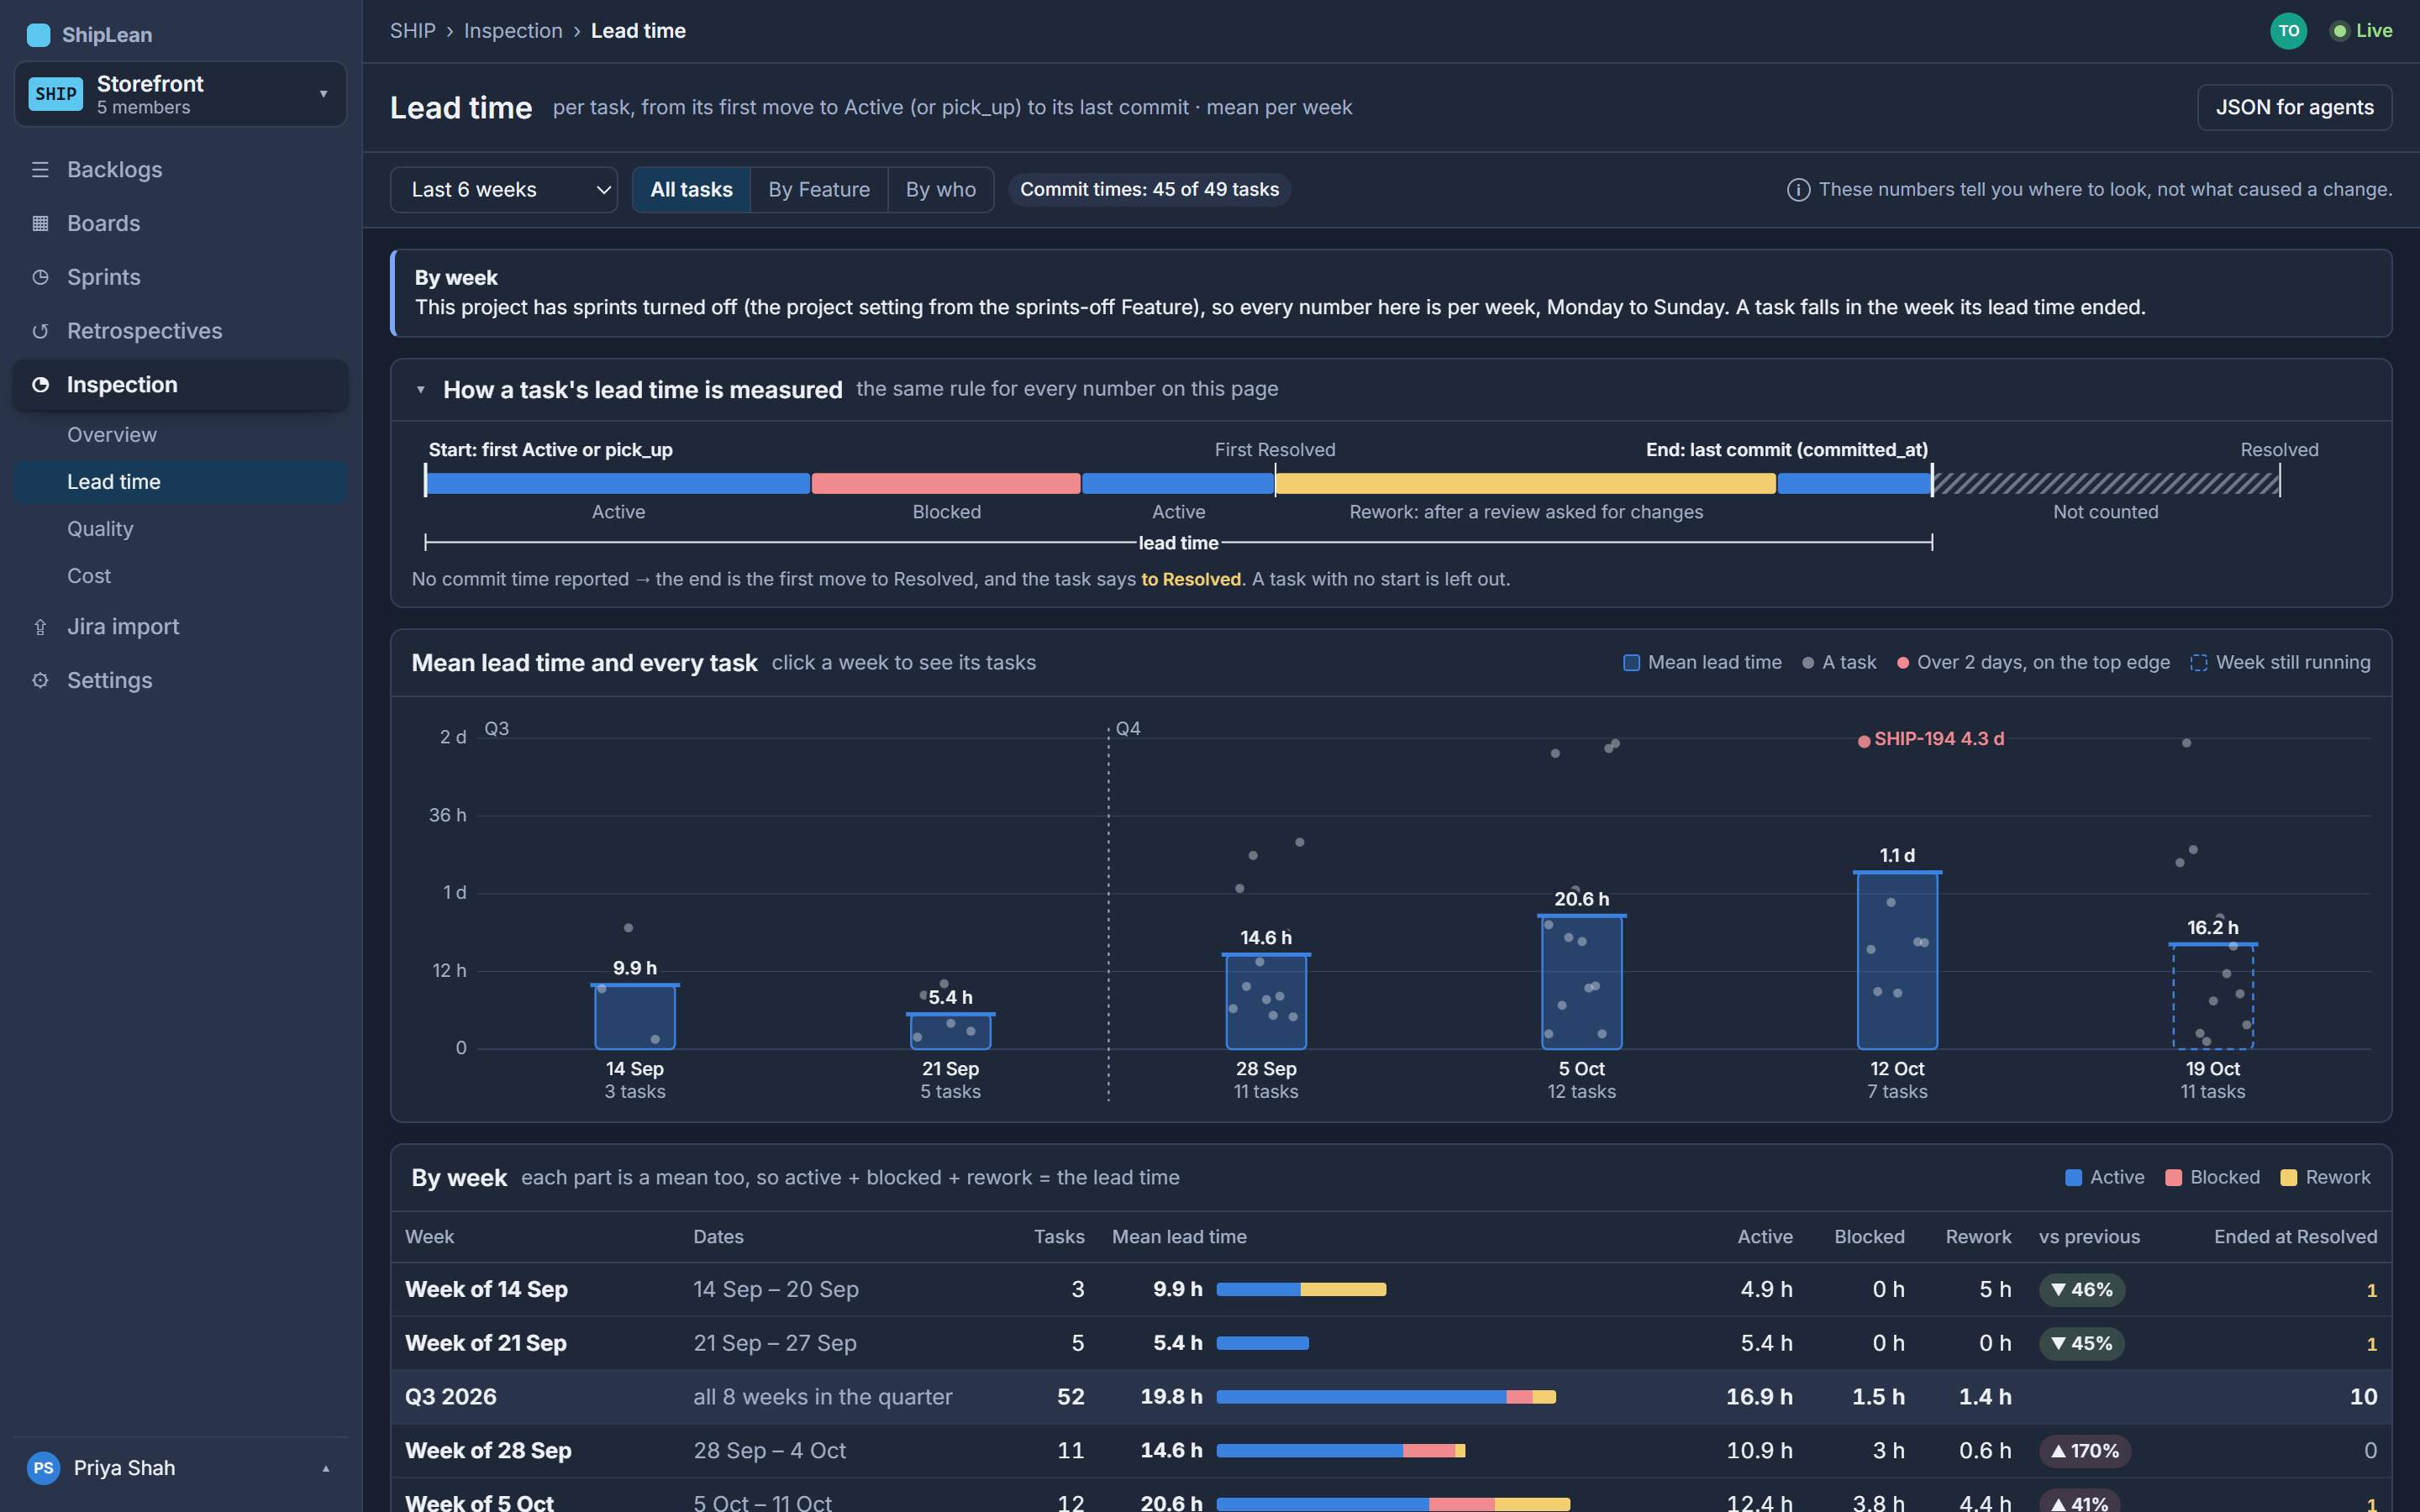 ShipLean
SHIP
Storefront
5 members
Backlogs
Boards
Sprints
Retrospectives
Inspection
Overview
Lead time
Quality
Cost
Jira import
Settings
PS Priya Shah
SHIP › Inspection › Lead time
TO
Live
Lead time per task, from its first move to Active (or pick_up) to its last commit · mean per week
JSON for agents
Last 6 weeks
All tasks
By Feature
By who
Commit times: 45 of 49 tasks
These numbers tell you where to look, not what caused a change.
By week
This project has sprints turned off (the project setting from the sprints-off Feature), so every number here is per week, Monday to Sunday. A task falls in the week its lead time ended.
How a task's lead time is measured the same rule for every number on this page
Start: first Active or pick_up
First Resolved
End: last commit (committed_at)
Resolved
Active
Blocked
Active
Rework: after a review asked for changes
Not counted
lead time
No commit time reported → the end is the first move to Resolved, and the task says to Resolved. A task with no start is left out.
Mean lead time and every task click a week to see its tasks
Mean lead time
A task
Over 2 days, on the top edge
Week still running
2 d
36 h
1 d
12 h
0
Q3
Q4
SHIP-194 4.3 d
9.9 h
5.4 h
14.6 h
20.6 h
1.1 d
16.2 h
14 Sep
3 tasks
21 Sep
5 tasks
28 Sep
11 tasks
5 Oct
12 tasks
12 Oct
7 tasks
19 Oct
11 tasks
By week each part is a mean too, so active + blocked + rework = the lead time
Active
Blocked
Rework
Week Dates Tasks Mean lead time Active Blocked Rework vs previous Ended at Resolved
Week of 14 Sep 14 Sep – 20 Sep 3 9.9 h 4.9 h 0 h 5 h ▼ 46% 1
Week of 21 Sep 21 Sep – 27 Sep 5 5.4 h 5.4 h 0 h 0 h ▼ 45% 1
Q3 2026 all 8 weeks in the quarter 52 19.8 h 16.9 h 1.5 h 1.4 h 10
Week of 28 Sep 28 Sep – 4 Oct 11 14.6 h 10.9 h 3 h 0.6 h ▲ 170% 0
Week of 5 Oct 5 Oct – 11 Oct 12 20.6 h 12.4 h 3.8 h 4.4 h ▲ 41% 1